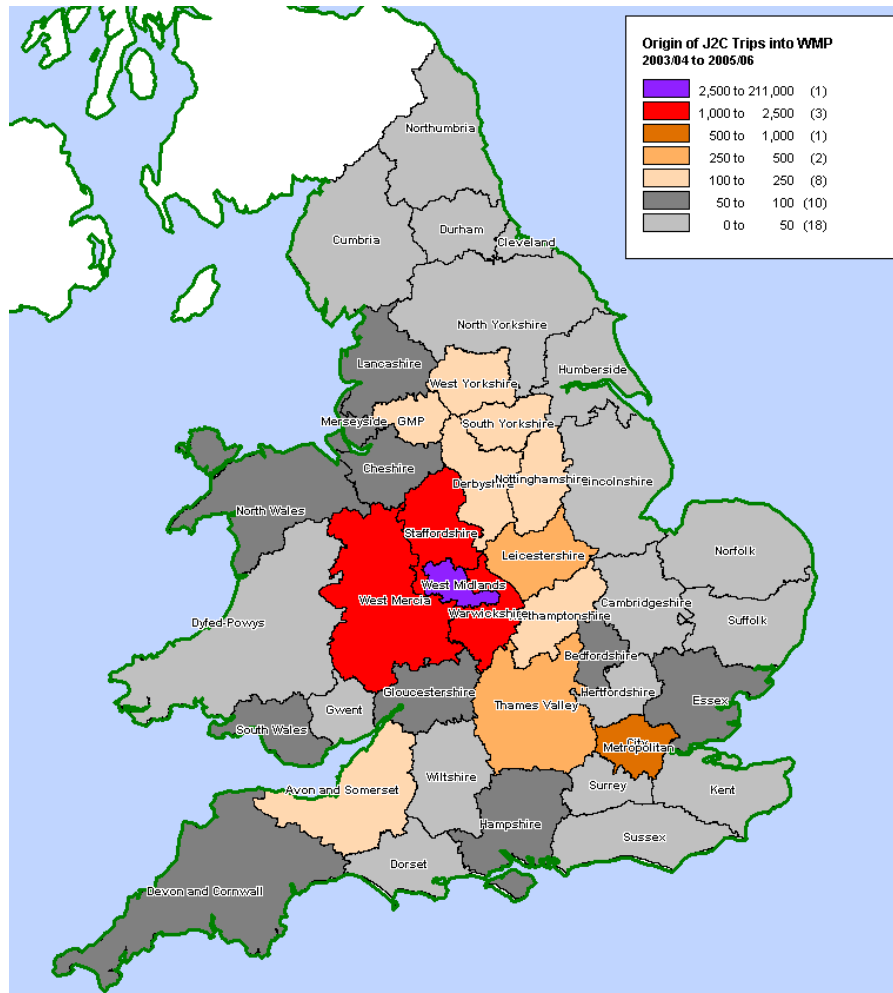 Origin of J2C Trips into WMP
2003/04 to 2005/06
2,500 to 211,000 (1)
1,000 to 2,500 (3)
500 to 1,000 (1)
250 to 500 (2)
100 to 250 (8)
50 to 100 (10)
0 to 50 (18)
Northumbria
Durham
Cumbria
Cleveland
North Yorkshire
Lancashire
Humberside
West Yorkshire
Merseyside
GMP
South Yorkshire
Cheshire
Derbyshire
Nottinghamshire
Lincolnshire
North Wales
Staffordshire
Leicestershire
Norfolk
West Midlands
West Mercia
Warwickshire
Northamptonshire
Cambridgeshire
Suffolk
Dyfed-Powys
Bedfordshire
Gloucestershire
Hertfordshire
Essex
Gwent
Thames Valley
South Wales
City
Metropolitan
Wiltshire
Avon and Somerset
Surrey
Kent
Hampshire
Sussex
Dorset
Devon and Cornwall